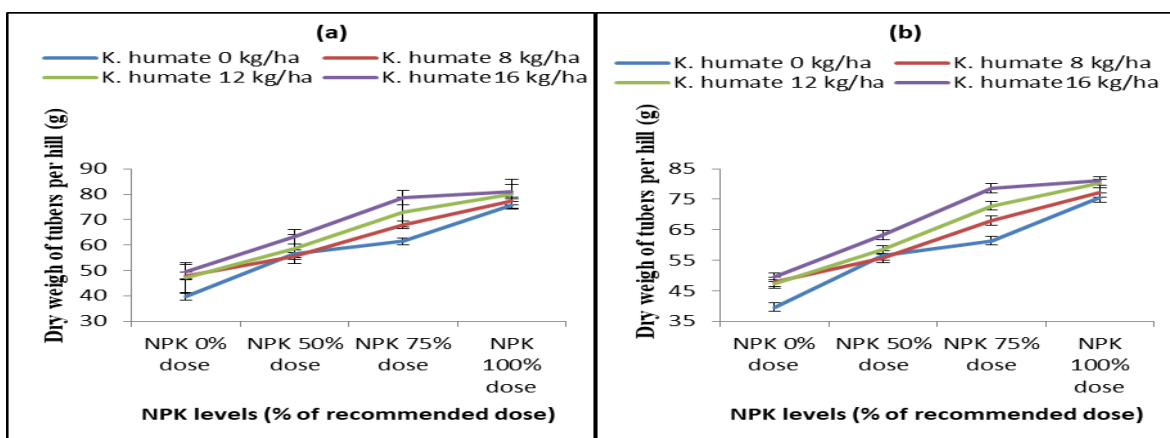 (a)
K. humate 0 kg/ha
K. humate 8 kg/ha
K. humate 12 kg/ha
K. humate16 kg/ha
Dry weigh of tubers per hill (g)
90
80
70
60
50
40
30
NPK 0% dose
NPK 50% dose
NPK 75% dose
NPK 100% dose
NPK levels (% of recommended dose)
(b)
K. humate 0 kg/ha
K. humate 8 kg/ha
K. humate 12 kg/ha
K. humate16 kg/ha
Dry weigh of tubers per hill (g)
85
75
65
55
45
35
NPK 0% dose
NPK 50% dose
NPK 75% dose
NPK 100% dose
NPK levels (% of recommended dose)